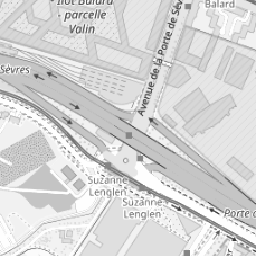 Îlot Balard
parcelle
Valin
Balard
Sèvres
Avenue de la Porte de Sèv
Suzanne
Lenglen
Suzanne
Lenglen
Porte d